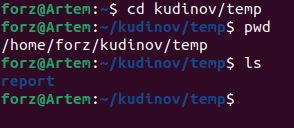 forz@Artem:~$ cd kudinov/temp
forz@Artem:~/kudinov/temp$ pwd
/home/forz/kudinov/temp
forz@Artem:~/kudinov/temp$ ls
report
forz@Artem:~/kudinov/temp$